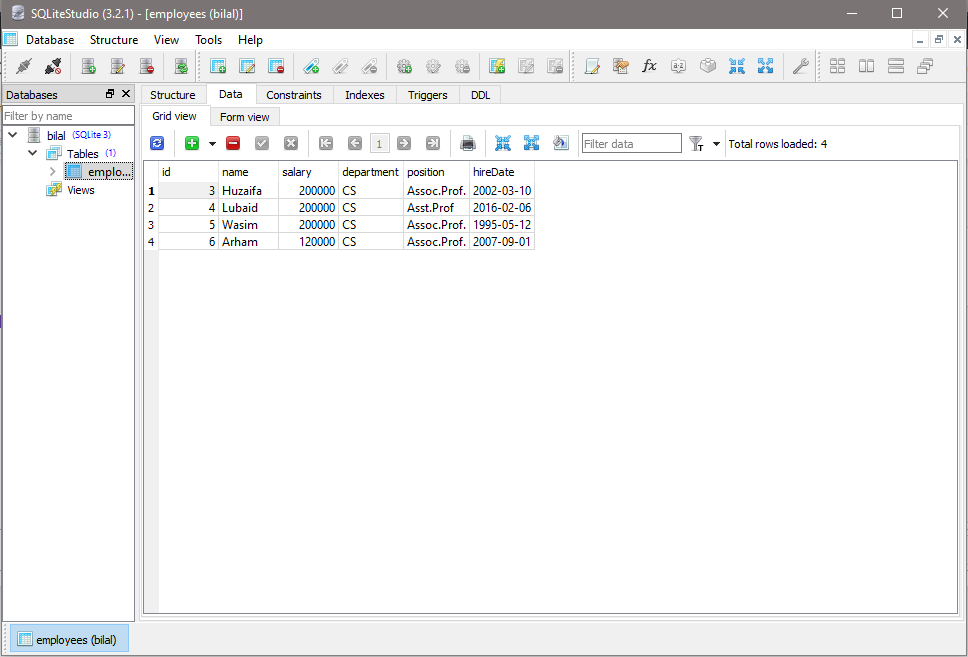 SQLiteStudio (3.2.1) - [employees (bilal)]
Database Structure View Tools Help
Databases
Filter by name
bilal (SQLite 3)
Tables (1)
emplo...
Views
Structure Data Constraints Indexes Triggers DDL
Grid view Form view
1 Filter data Total rows loaded: 4
id name salary department position hireDate
1 3 Huzaifa 200000 CS Assoc.Prof. 2002-03-10
2 4 Lubaid 200000 CS Asst.Prof 2016-02-06
3 5 Wasim 200000 CS Assoc.Prof. 1995-05-12
4 6 Arham 120000 CS Assoc.Prof. 2007-09-01
employees (bilal)